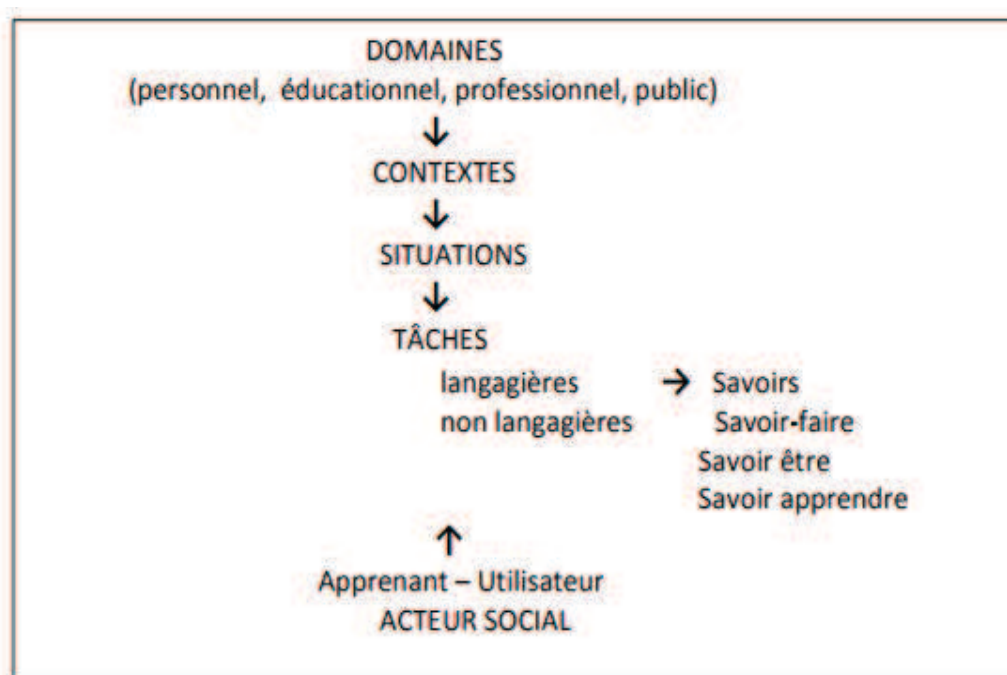 DOMAINES
(personnel, éducationnel, professionnel, public)
↓
CONTEXTES
↓
SITUATIONS
↓
TÂCHES
langagières → Savoirs
non langagières Savoir-faire
Savoir être
Savoir apprendre
↑
Apprenant – Utilisateur
ACTEUR SOCIAL